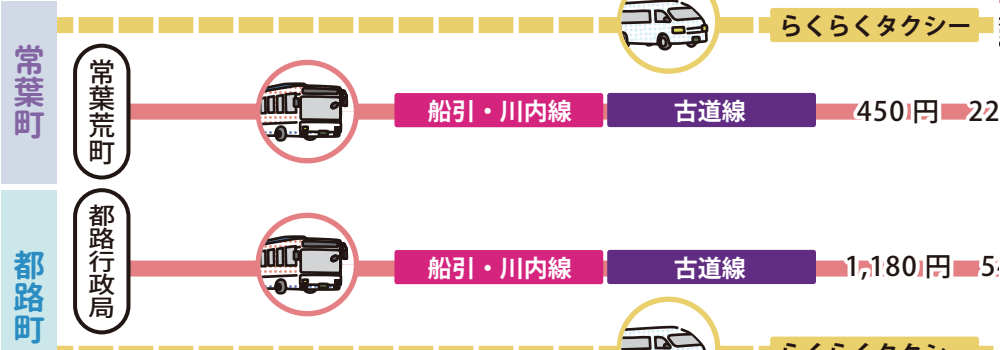 らくらくタクシー
常葉町
常葉荒町
船引・川内線
古道線
450円
22
都路町
都路行政局
船引・川内線
古道線
1,180円
5